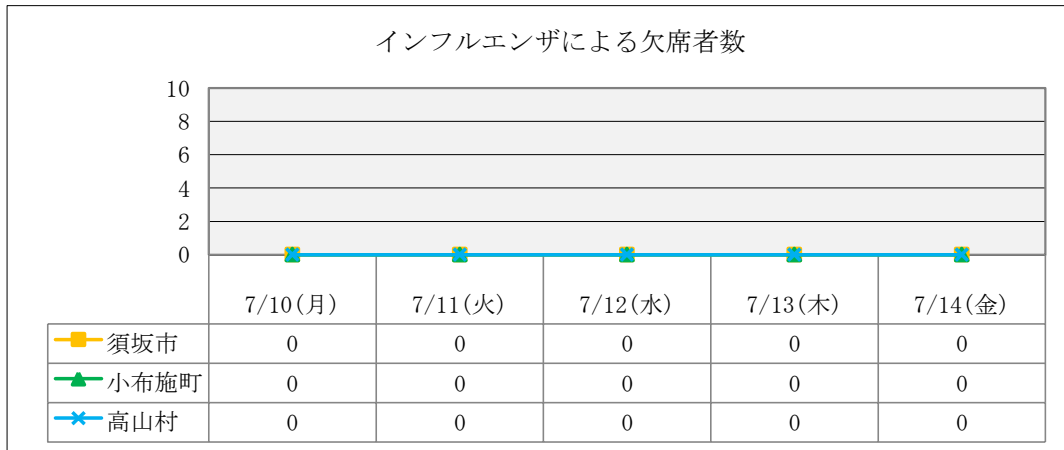 インフルエンザによる欠席者数
10
8
6
4
2
0
7/10(月) 7/11(火) 7/12(水) 7/13(木) 7/14(金)
須坂市 0 0 0 0 0
小布施町 0 0 0 0 0
高山村 0 0 0 0 0